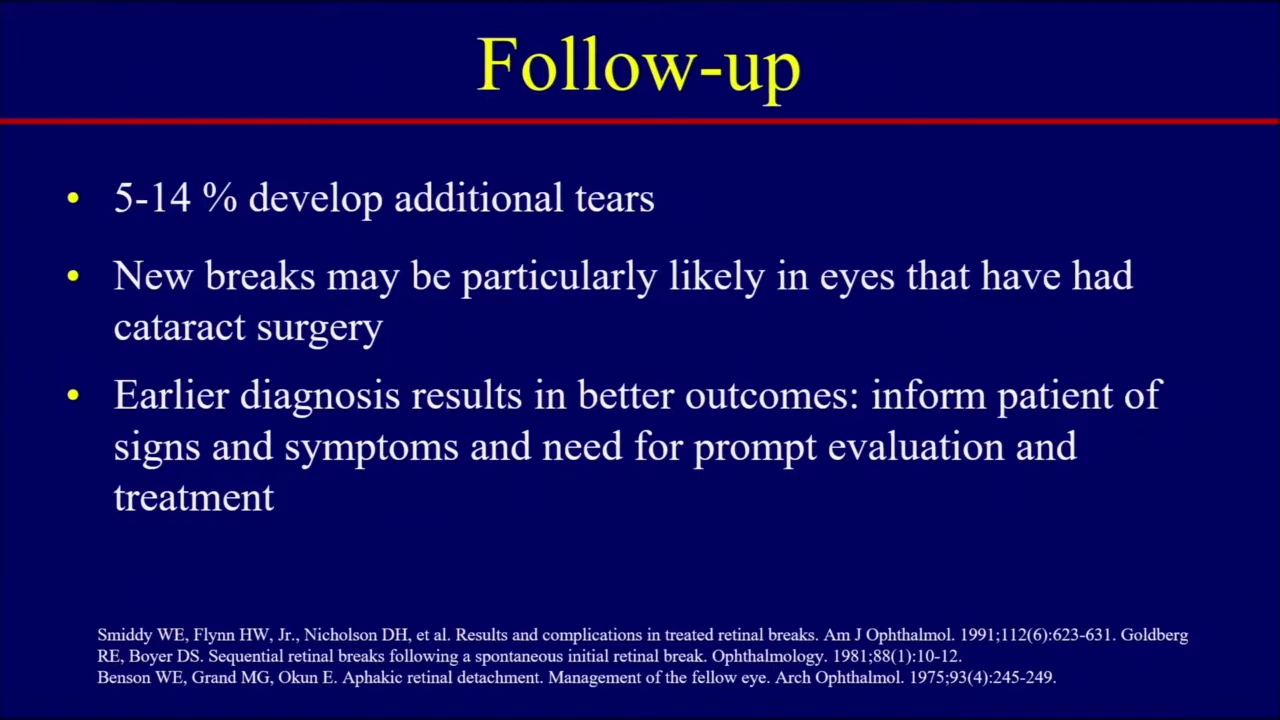 Follow-up
• 5-14 % develop additional tears
• New breaks may be particularly likely in eyes that have had
cataract surgery
• Earlier diagnosis results in better outcomes: inform patient of
signs and symptoms and need for prompt evaluation and
treatment
Smiddy WE, Flynn HW, Jr., Nicholson DH, et al. Results and complications in treated retinal breaks. Am J Ophthalmol. 1991;112(6):623-631. Goldberg
RE, Boyer DS. Sequential retinal breaks following a spontaneous initial retinal break. Ophthalmology. 1981;88(1):10-12.
Benson WE, Grand MG, Okun E. Aphakic retinal detachment. Management of the fellow eye. Arch Ophthalmol. 1975;93(4):245-249.